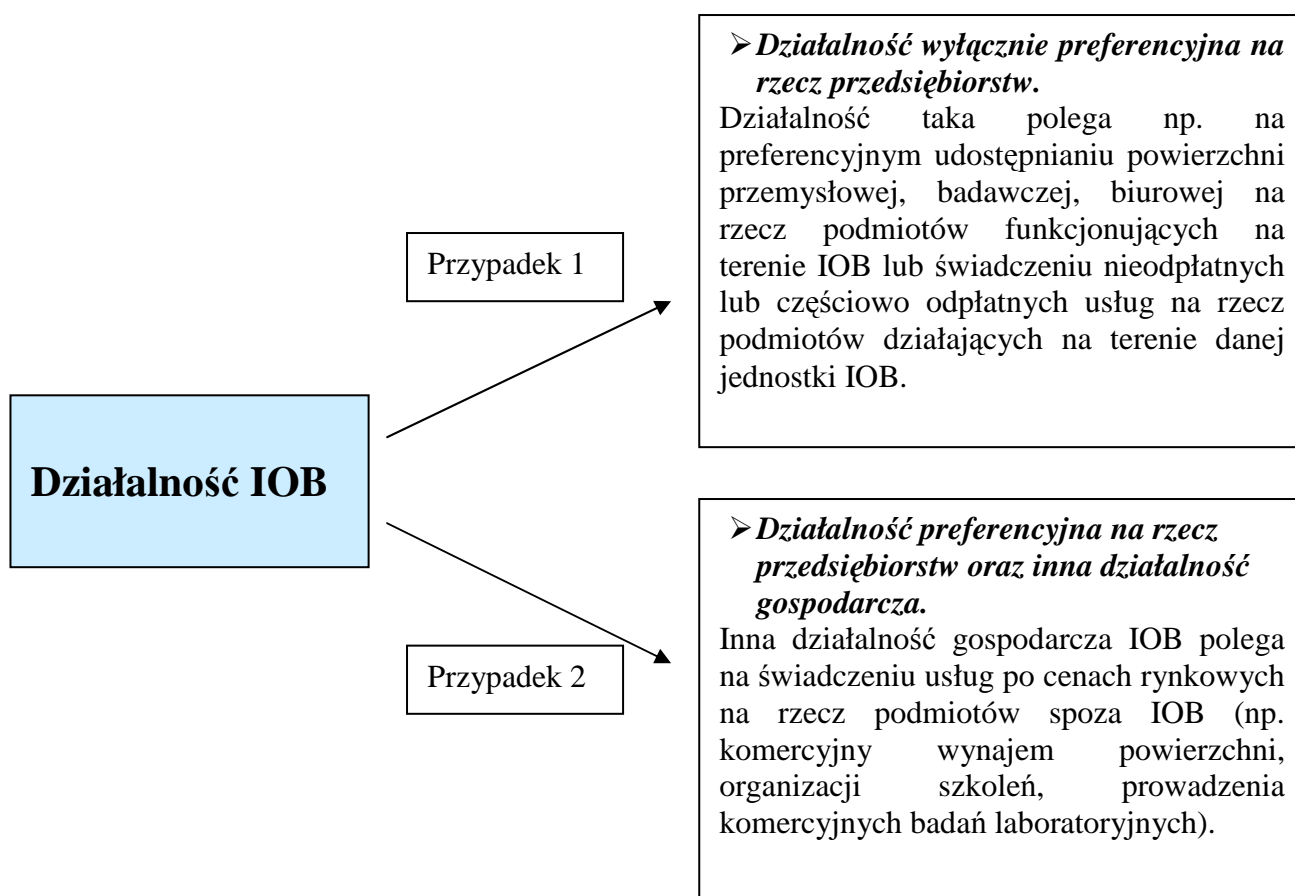 Działalność IOB
Przypadek 1
➢ Działalność wyłącznie preferencyjna na
rzecz przedsiębiorstw.
Działalność taka polega np. na
preferencyjnym udostępnianiu powierzchni
przemysłowej, badawczej, biurowej na
rzecz podmiotów funkcjonujących na
terenie IOB lub świadczeniu nieodpłatnych
lub częściowo odpłatnych usług na rzecz
podmiotów działających na terenie danej
jednostki IOB.
Przypadek 2
➢ Działalność preferencyjna na rzecz
przedsiębiorstw oraz inna działalność
gospodarcza.
Inna działalność gospodarcza IOB polega
na świadczeniu usług po cenach rynkowych
na rzecz podmiotów spoza IOB (np.
komercyjny wynajem powierzchni,
organizacji szkoleń, prowadzenia
komercyjnych badań laboratoryjnych).